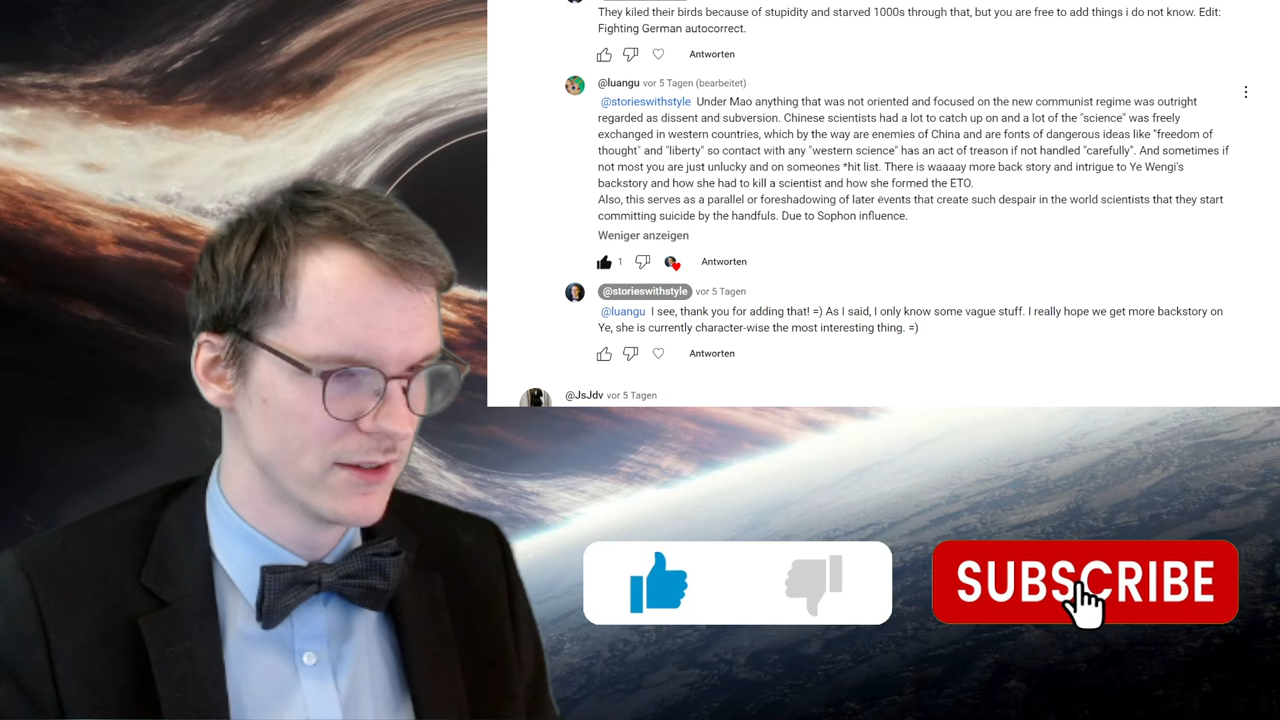 They kiled their birds because of stupidity and starved 1000s through that, but you are free to add things i do not know. Edit:
Fighting German autocorrect.
Antworten
@luangu vor 5 Tagen (bearbeitet)
@storieswithstyle Under Mao anything that was not oriented and focused on the new communist regime was outright
regarded as dissent and subversion. Chinese scientists had a lot to catch up on and a lot of the "science" was freely
exchanged in western countries, which by the way are enemies of China and are fonts of dangerous ideas like "freedom of
thought" and "liberty" so contact with any "western science" has an act of treason if not handled "carefully". And sometimes if
not most you are just unlucky and on someones *hit list. There is waaaay more back story and intrigue to Ye Wengi's
backstory and how she had to kill a scientist and how she formed the ETO.
Also, this serves as a parallel or foreshadowing of later events that create such despair in the world scientists that they start
committing suicide by the handfuls. Due to Sophon influence.
Weniger anzeigen
1 Antworten
@storieswithstyle vor 5 Tagen
@luangu I see, thank you for adding that! =) As I said, I only know some vague stuff. I really hope we get more backstory on
Ye, she is currently character-wise the most interesting thing. =)
Antworten
@JsJdv vor 5 Tagen
SUBSCRIBE